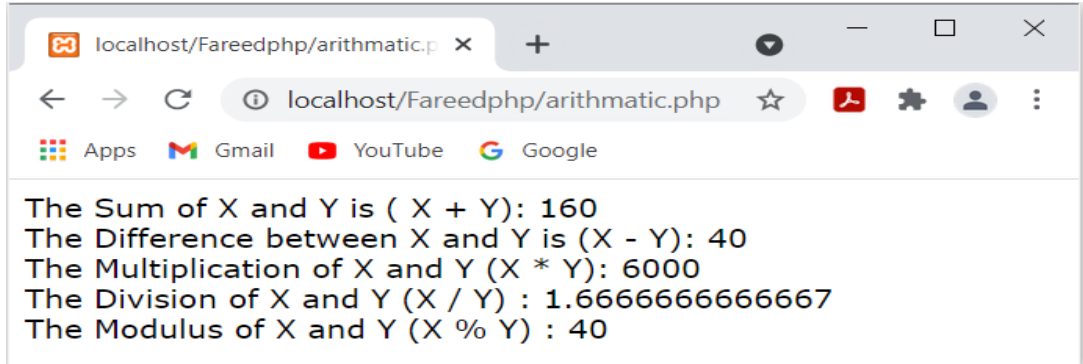 localhost/Fareedphp/arithmatic.p
localhost/Fareedphp/arithmatic.php
Apps Gmail YouTube Google
The Sum of X and Y is ( X + Y): 160
The Difference between X and Y is (X - Y): 40
The Multiplication of X and Y (X * Y): 6000
The Division of X and Y (X / Y) : 1.6666666666667
The Modulus of X and Y (X % Y) : 40